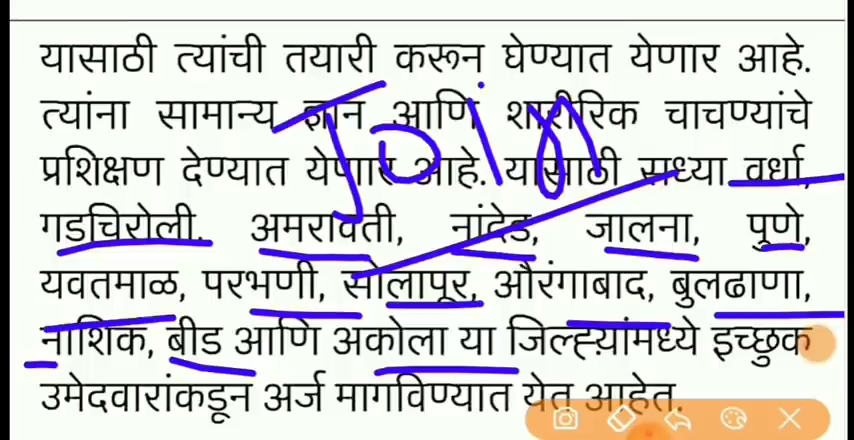 यासाठी त्यांची तयारी करून घेण्यात येणार आहे.
त्यांना सामान्य ज्ञान आणि शारीरिक चाचण्यांचे
प्रशिक्षण देण्यात येणार आहे. यासाठी सध्या वर्धा,
गडचिरोली. अमरावती, नांदेड, जालना, पुणे,
यवतमाळ, परभणी, सोलापूर, औरंगाबाद, बुलढाणा,
नाशिक, बीड आणि अकोला या जिल्ह्यांमध्ये इच्छुक
उमेदवारांकडून अर्ज मागविण्यात येत आहेत.
Join